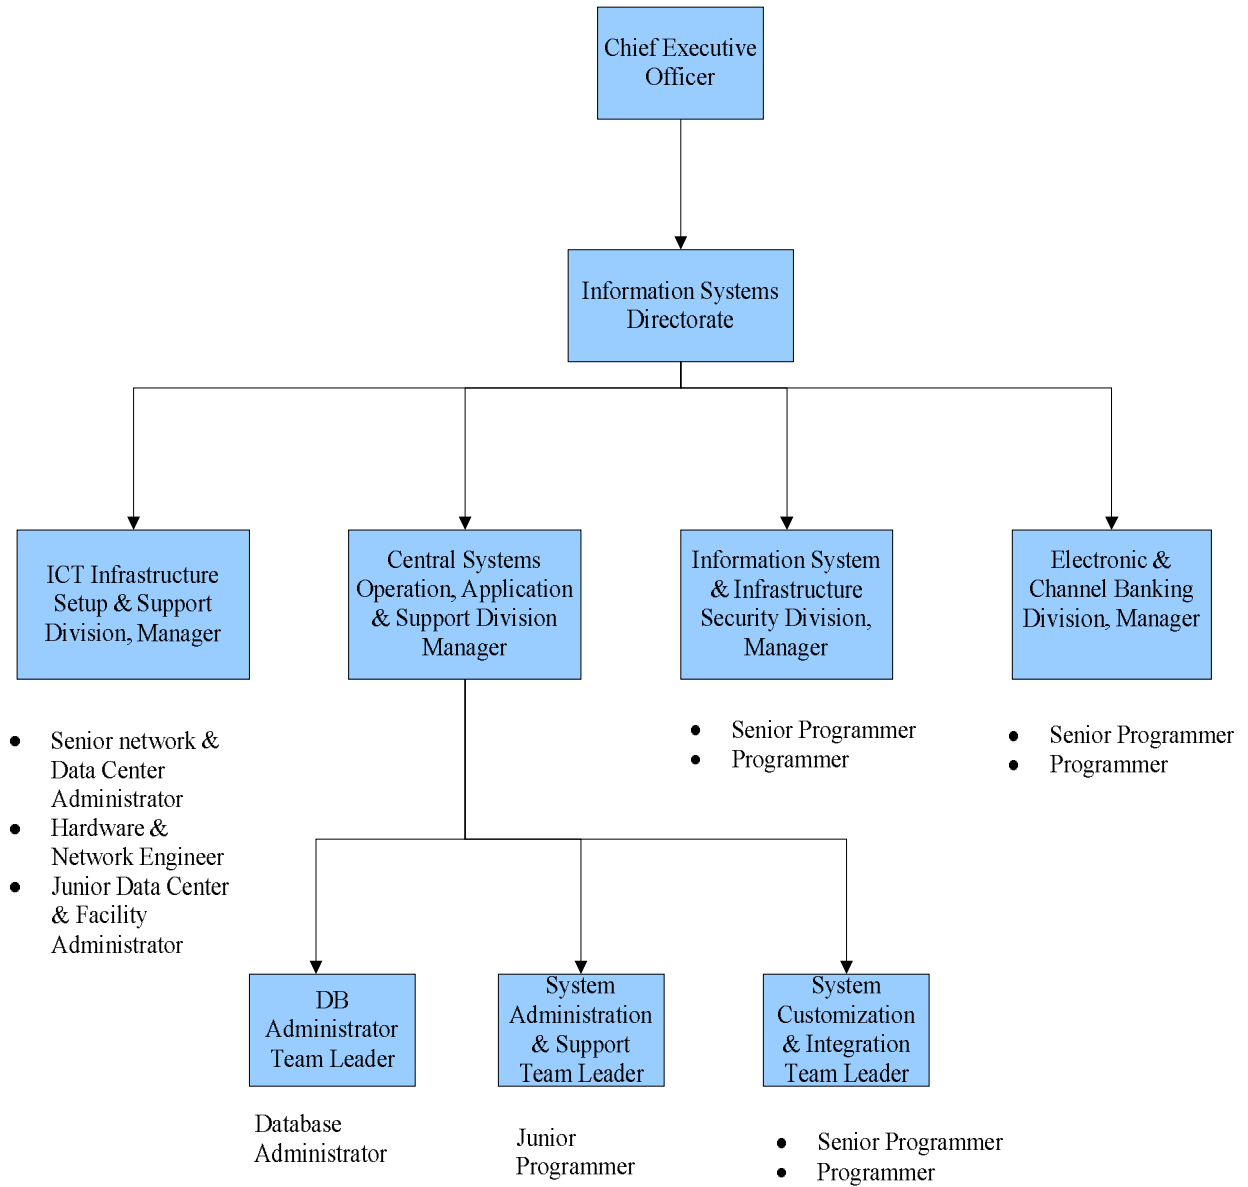 Chief Executive
Officer
Information Systems
Directorate
ICT Infrastructure
Setup & Support
Division, Manager
Central Systems
Operation, Application
& Support Division
Manager
Information System
& Infrastructure
Security Division,
Manager
Electronic &
Channel Banking
Division, Manager
● Senior network &
Data Center
Administrator
● Hardware &
Network Engineer
● Junior Data Center
& Facility
Administrator
● Senior Programmer
● Programmer
● Senior Programmer
● Programmer
DB
Administrator
Team Leader
System
Administration
& Support
Team Leader
System
Customization
& Integration
Team Leader
Database
Administrator
Junior
Programmer
● Senior Programmer
● Programmer